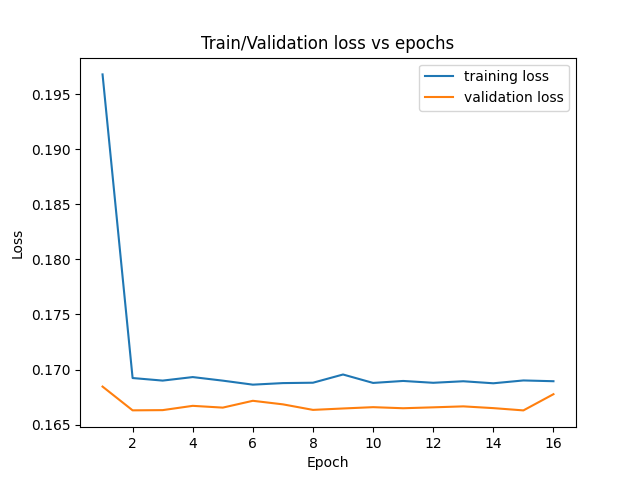 Train/Validation loss vs epochs
training loss
validation loss
0.195
0.190
0.185
0.180
0.175
0.170
0.165
Loss
2 4 6 8 10 12 14 16
Epoch